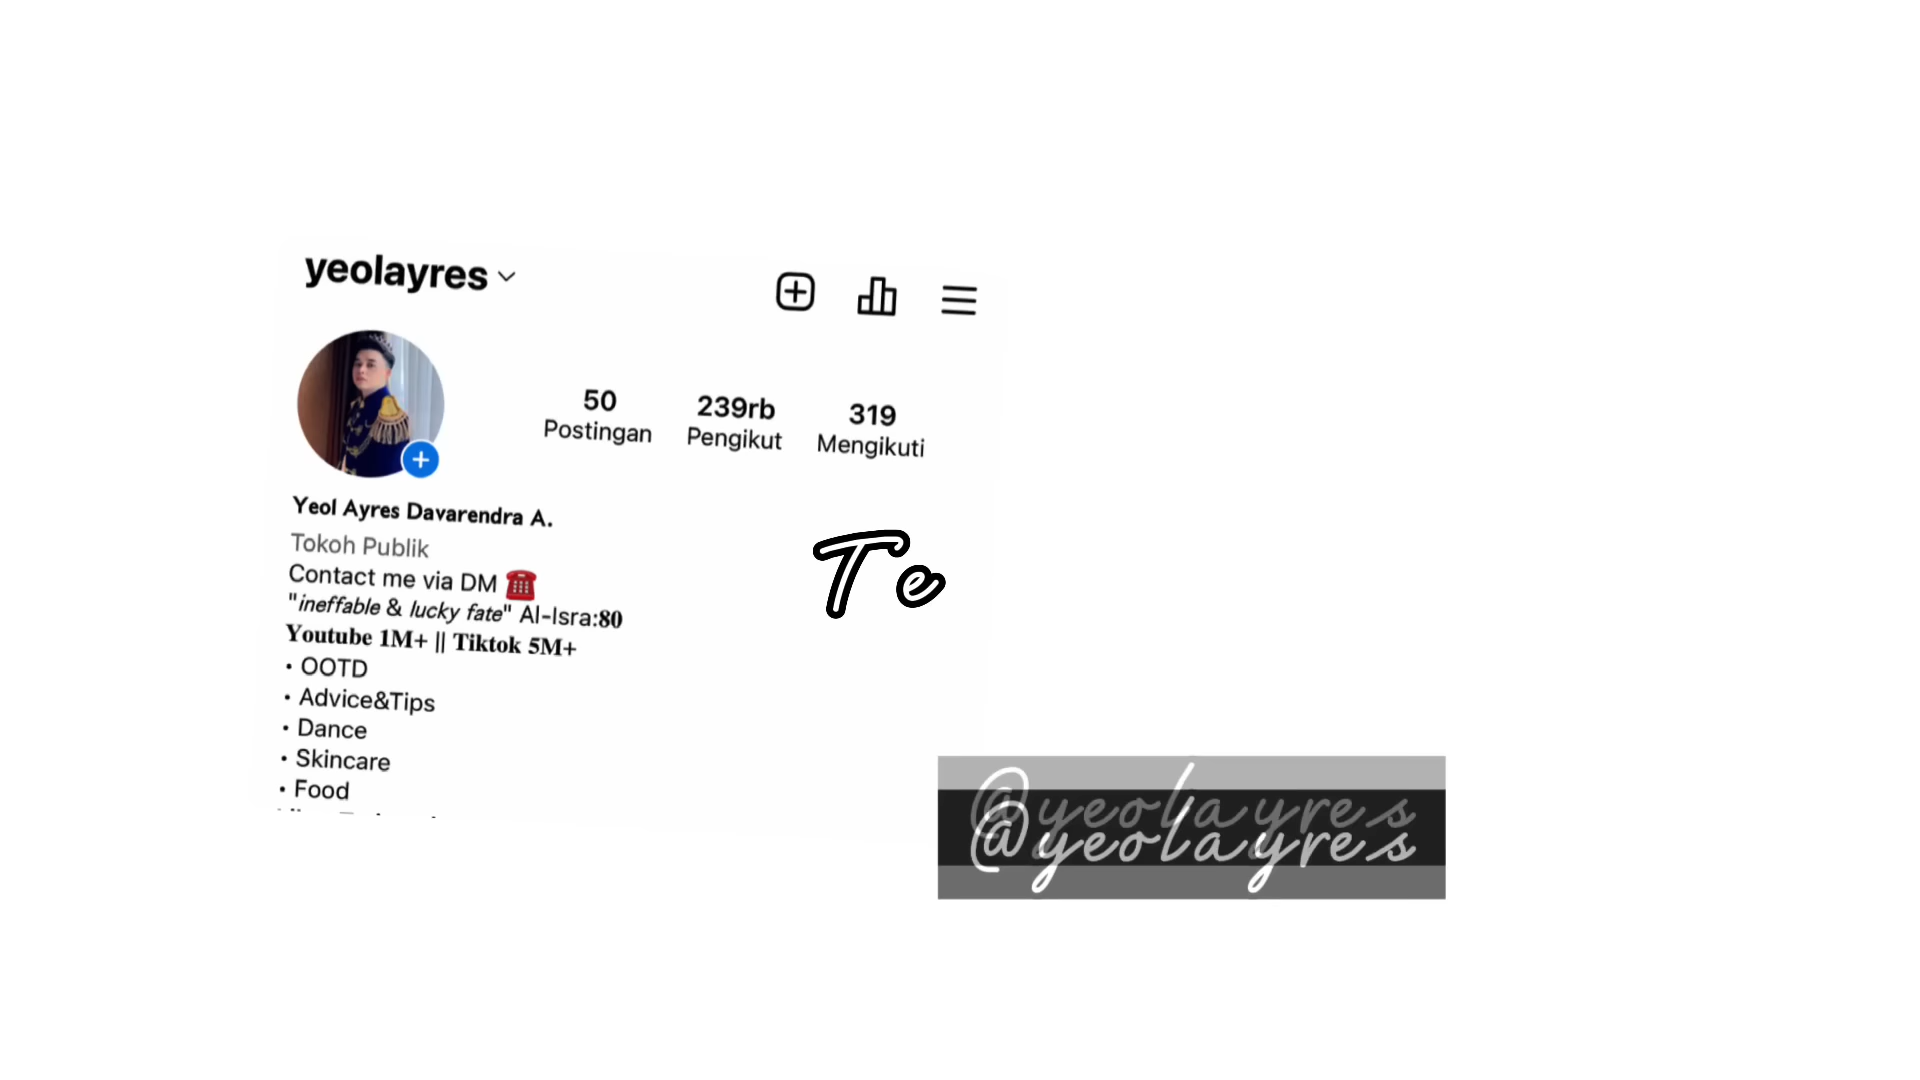 yeolayres
50 239rb 319
Postingan Pengikut Mengikuti
Yeol Ayres Davarendra A.
Tokoh Publik
Contact me via DM ☎️
"ineffable & lucky fate" Al-Isra:80
Youtube 1M+ || Tiktok 5M+
• OOTD
• Advice&Tips
• Dance
• Skincare
• Food
Te
@yeolayres
@yeolayres